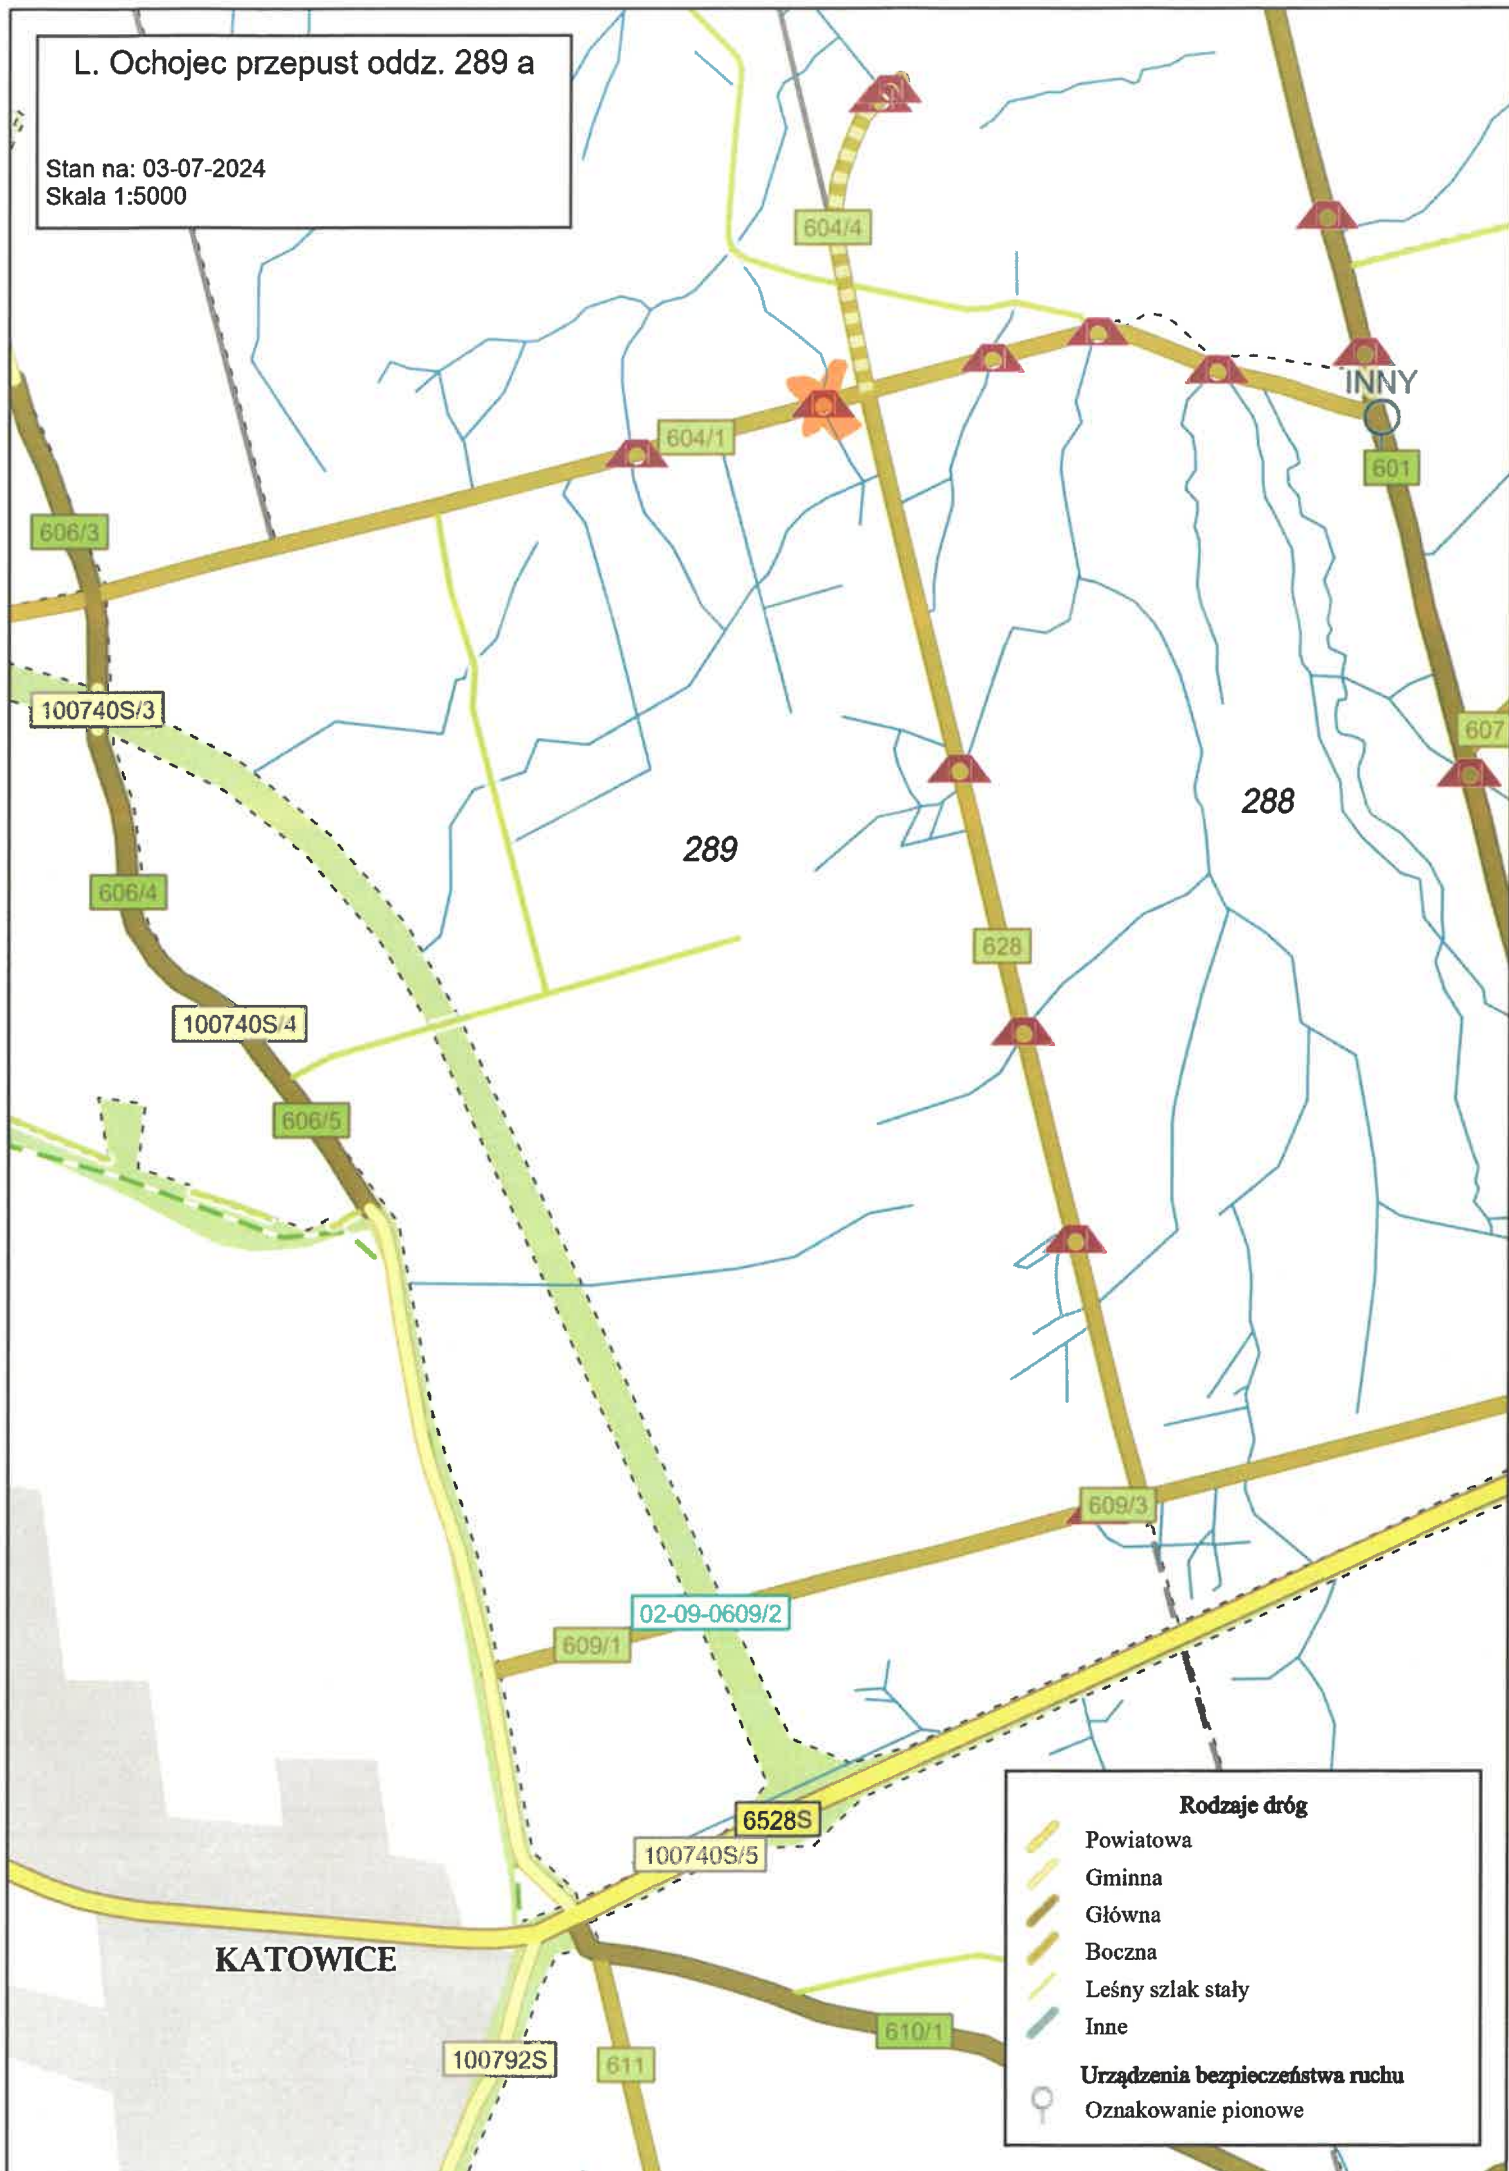 L. Ochojec przepust oddz. 289 a
Stan na: 03-07-2024
Skala 1:5000
604/4
INNY
604/1
601
606/3
100740S/3
607
288
289
606/4
628
100740S/4
606/5
609/3
02-09-0609/2
609/1
6528S
100740S/5
KATOWICE
610/1
100792S
611
Rodzaje dróg
Powiatowa
Gminna
Główna
Boczna
Leśny szlak stały
Inne
Urządzenia bezpieczeństwa ruchu
Oznakowanie pionowe